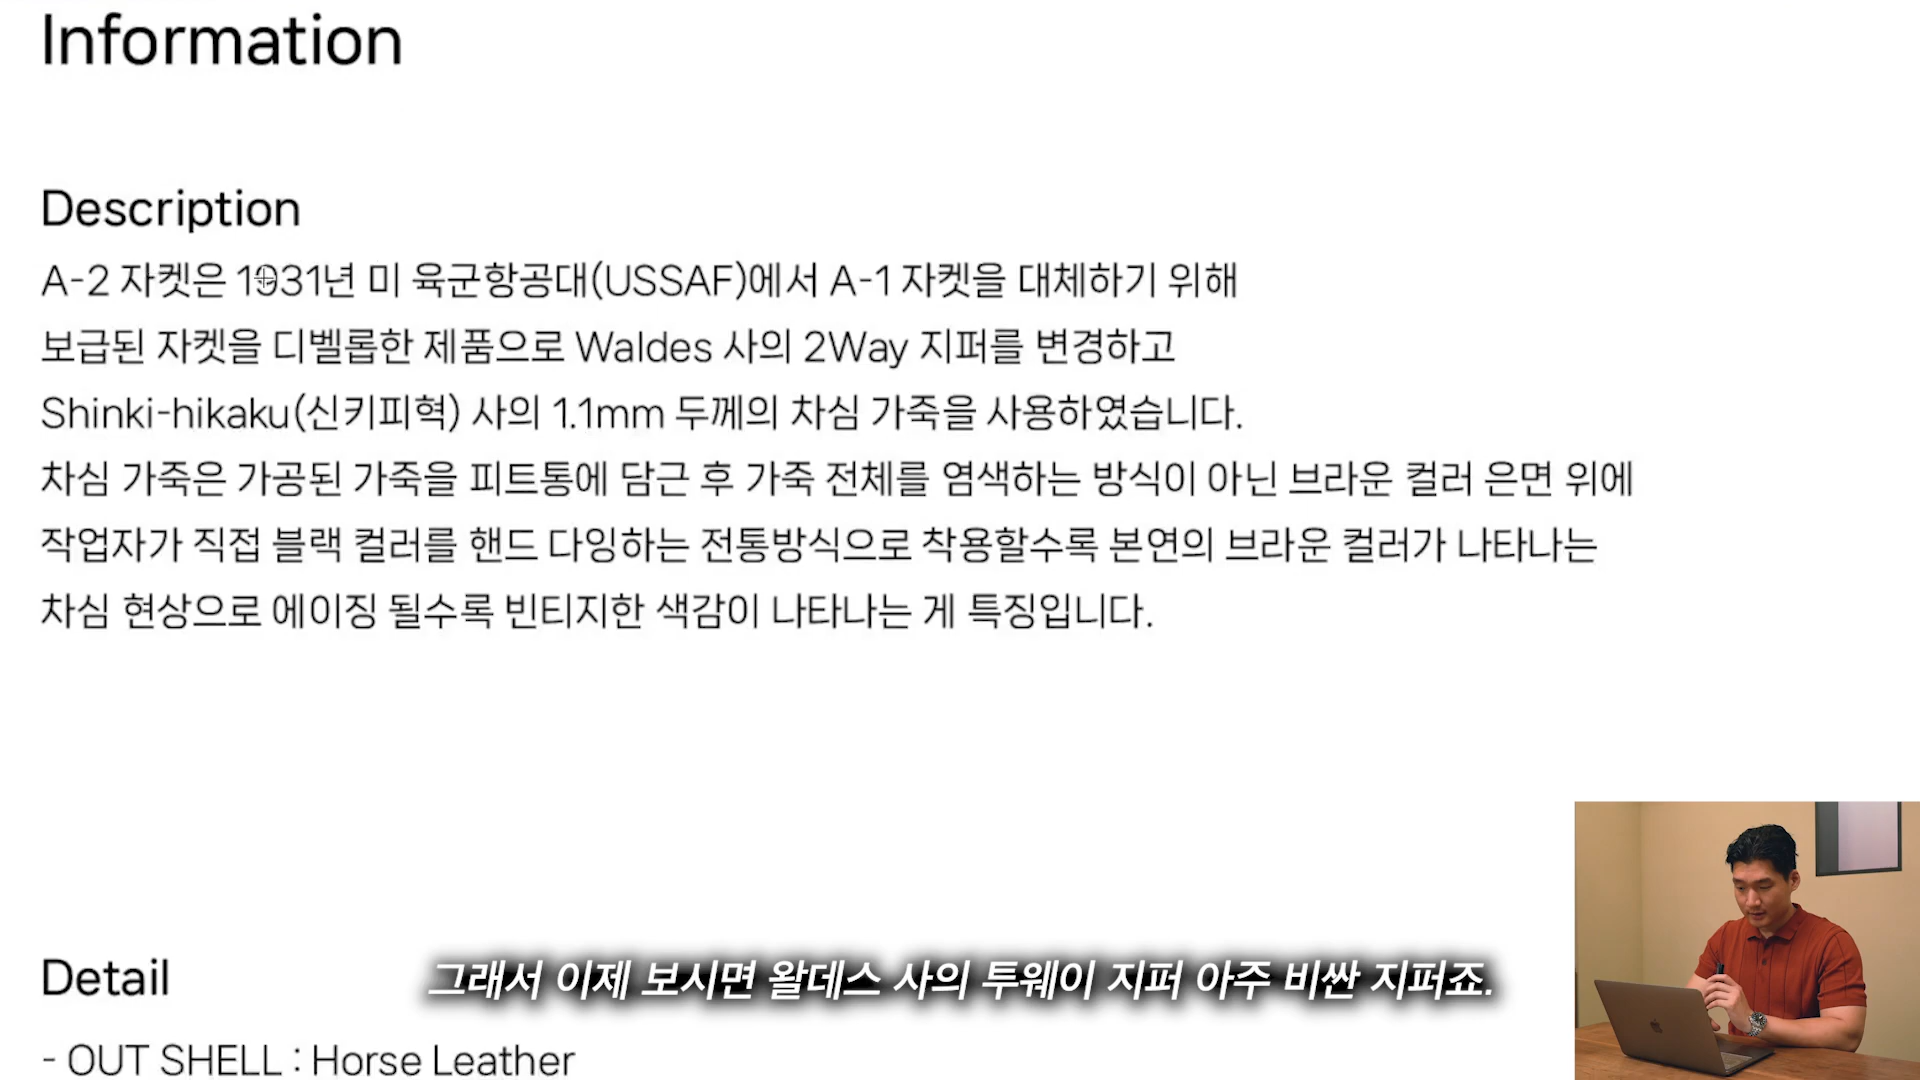 Information
Description
A-2 자켓은 1931년 미 육군항공대(USSAF)에서 A-1 자켓을 대체하기 위해
보급된 자켓을 디벨롭한 제품으로 Waldes 사의 2Way 지퍼를 변경하고
Shinki-hikaku(신키피혁) 사의 1.1mm 두께의 차심 가죽을 사용하였습니다.
차심 가죽은 가공된 가죽을 피트통에 담근 후 가죽 전체를 염색하는 방식이 아닌 브라운 컬러 은면 위에
작업자가 직접 블랙 컬러를 핸드 다잉하는 전통방식으로 착용할수록 본연의 브라운 컬러가 나타나는
차심 현상으로 에이징 될수록 빈티지한 색감이 나타나는 게 특징입니다.
Detail
그래서 이제 보시면 왈데스 사의 투웨이 지퍼 아주 비싼 지퍼죠.
- OUT SHELL : Horse Leather